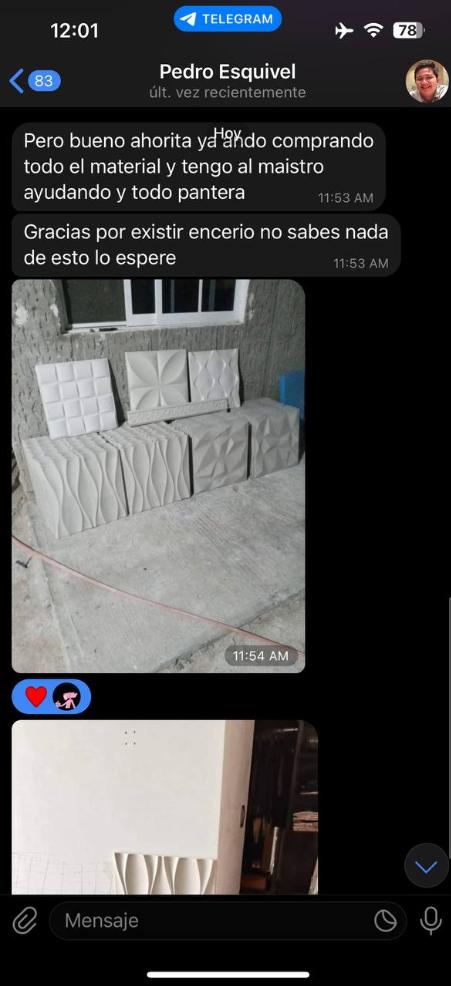 12:01
TELEGRAM
78
83
Pedro Esquivel
últ. vez recientemente
Hoy
Pero bueno ahorita ya ando comprando
todo el material y tengo al maistro
ayudando y todo pantera
11:53 AM
Gracias por existir encerio no sabes nada
de esto lo espere
11:53 AM
11:54 AM
Mensaje